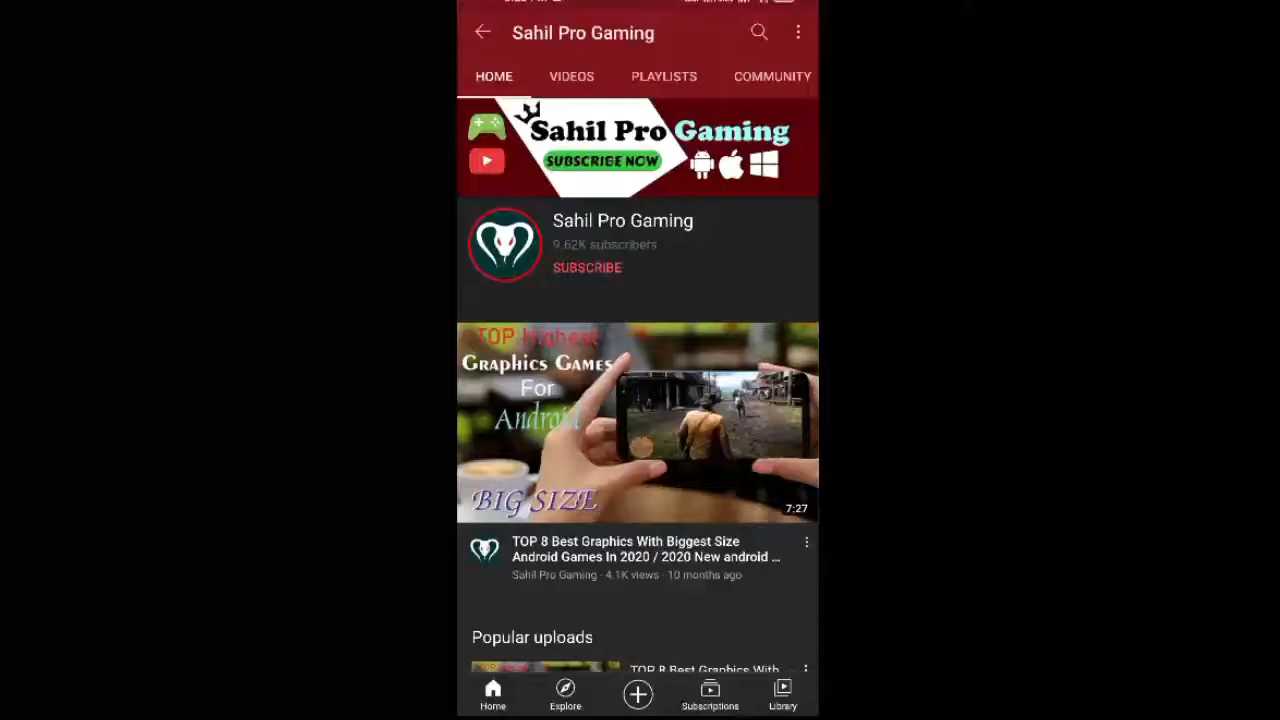 Sahil Pro Gaming
HOME VIDEOS PLAYLISTS COMMUNITY
Sahil Pro Gaming
SUBSCRIBE NOW
Sahil Pro Gaming
9.62K subscribers
SUBSCRIBE
TOP Highest
Graphics Games
For
Android
BIG SIZE
7:27
TOP 8 Best Graphics With Biggest Size
Android Games In 2020 / 2020 New android ...
Sahil Pro Gaming · 4.1K views · 10 months ago
Popular uploads
TOP 8 Best Graphics With
Home Explore Subscriptions Library